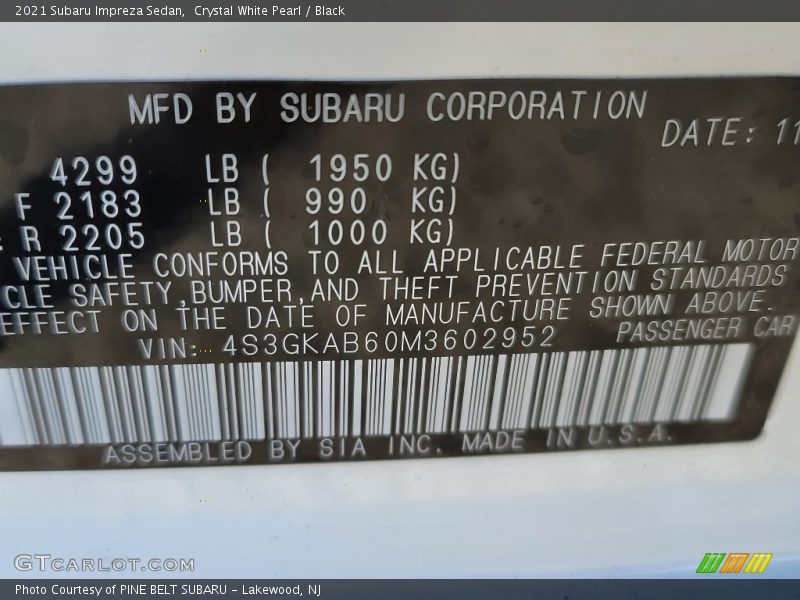 2021 Subaru Impreza Sedan, Crystal White Pearl / Black
MFD BY SUBARU CORPORATION
DATE: 11
4299 LB ( 1950 KG)
F 2183 LB ( 990 KG)
R 2205 LB ( 1000 KG)
VEHICLE CONFORMS TO ALL APPLICABLE FEDERAL MOTOR
CLE SAFETY,BUMPER,AND THEFT PREVENTION STANDARDS
EFFECT ON THE DATE OF MANUFACTURE SHOWN ABOVE.
VIN: 4S3GKAB60M3602952 PASSENGER CAR
ASSEMBLED BY SIA INC. MADE IN U.S.A.
GTCARLOT.COM
Photo Courtesy of PINE BELT SUBARU - Lakewood, NJ